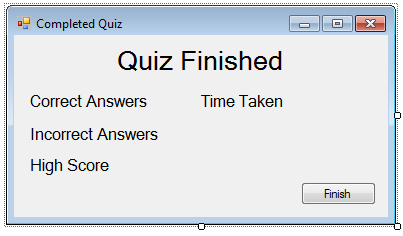 Completed Quiz
Quiz Finished
Correct Answers Time Taken
Incorrect Answers
High Score
Finish